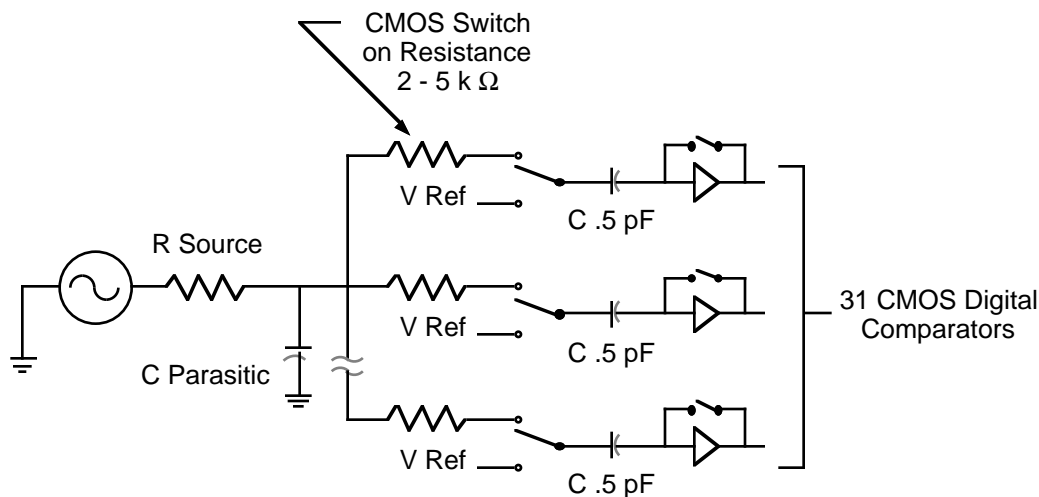 CMOS Switch
on Resistance
2 - 5 k Ω
V Ref
C .5 pF
R Source
V Ref
C .5 pF
31 CMOS Digital
Comparators
C Parasitic
V Ref
C .5 pF